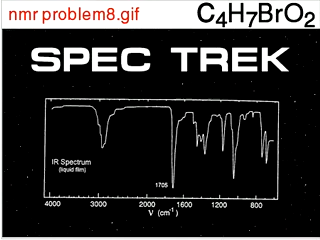 nmr problem8.gif
C4H7BrO2
SPEC TREK
IR Spectrum
(liquid film)
1705
4000 3000 2000 1600 1200 800
V (cm-1)